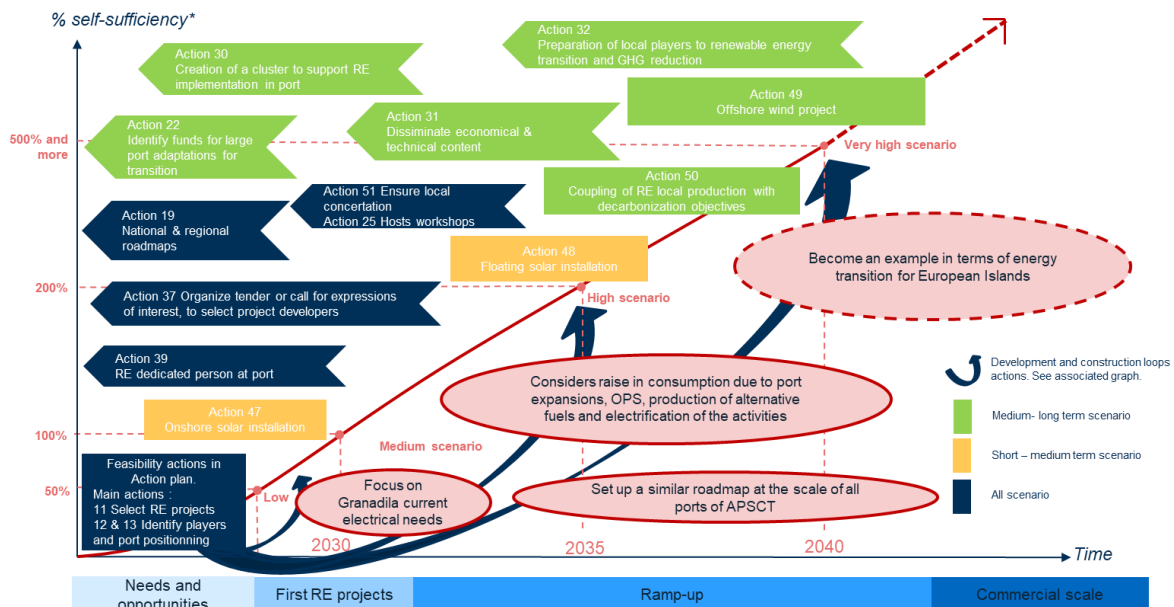 % self-sufficiency*
Action 30
Creation of a cluster to support RE
implementation in port
Action 32
Preparation of local players to renewable energy
transition and GHG reduction
Action 49
Offshore wind project
Action 22
Identify funds for large
port adaptations for
transition
Action 31
Dissiminate economical &
technical content
500% and
more
Very high scenario
Action 50
Coupling of RE local production with
decarbonization objectives
Action 51 Ensure local
concertation
Action 25 Hosts workshops
Action 19
National & regional
roadmaps
Action 48
Floating solar installation
Become an example in terms of energy
transition for European Islands
200%
High scenario
Action 37 Organize tender or call for expressions
of interest, to select project developers
Action 39
RE dedicated person at port
Considers raise in consumption due to port
expansions, OPS, production of alternative
fuels and electrification of the activities
Development and construction loops
actions. See associated graph.
Medium- long term scenario
Short – medium term scenario
All scenario
Action 47
Onshore solar installation
100%
Medium scenario
Feasibility actions in
Action plan.
Main actions :
11 Select RE projects
12 & 13 Identify players
and port positionning
50%
Low
Focus on
Granadilla current
electrical needs
Set up a similar roadmap at the scale of all
ports of APSCT
2030
2035
2040
Time
Needs and
opportunities
First RE projects
Ramp-up
Commercial scale